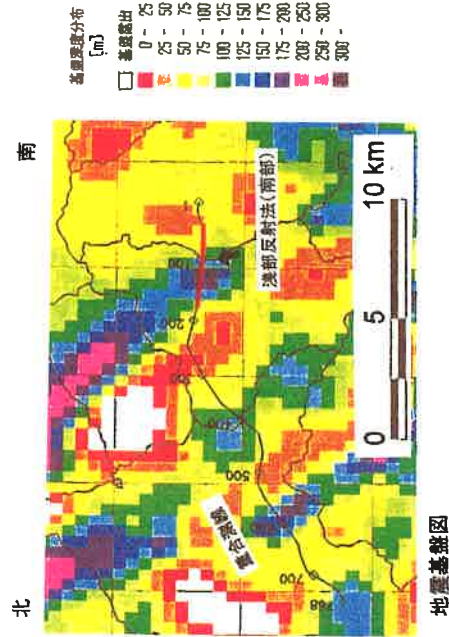 北
南
基盤深度分布
[m]
基盤露出
0 - 25
25 - 50
50 - 75
75 - 100
100 - 125
125 - 150
150 - 175
175 - 200
200 - 250
250 - 300
300 -
浅部反射法(南部)
100
200
500
700
768
0
5
10 km
地震基盤図